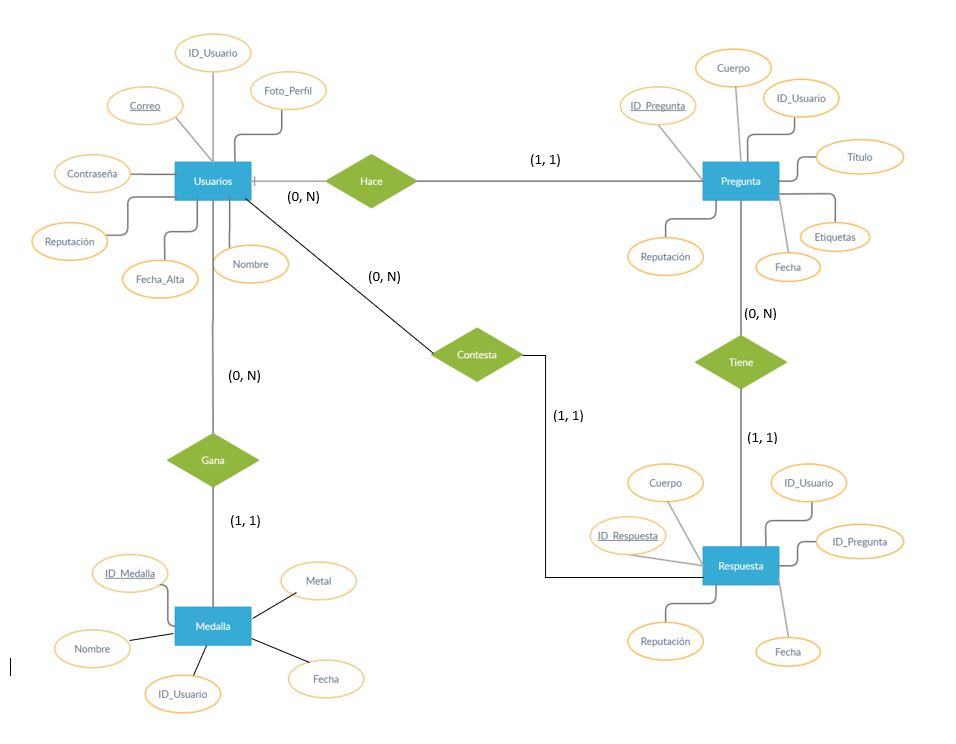 ID_Usuario
Foto_Perfil
Correo
Contraseña
Usuarios
Reputación
Fecha_Alta
Nombre
(0, N)
Hace
(1, 1)
Cuerpo
ID_Pregunta
ID_Usuario
Título
Pregunta
Etiquetas
Reputación
Fecha
(0, N)
Contesta
(1, 1)
(0, N)
Tiene
(1, 1)
(0, N)
Gana
(1, 1)
Cuerpo
ID_Usuario
ID_Respuesta
ID_Pregunta
Respuesta
Reputación
Fecha
ID_Medalla
Metal
Medalla
Nombre
Fecha
ID_Usuario